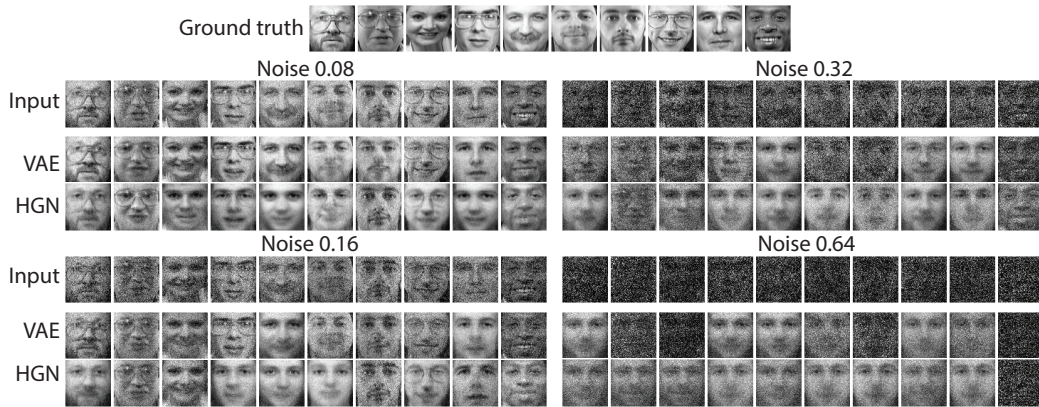 Ground truth
Noise 0.08
Noise 0.32
Input
VAE
HGN
Noise 0.16
Noise 0.64
Input
VAE
HGN